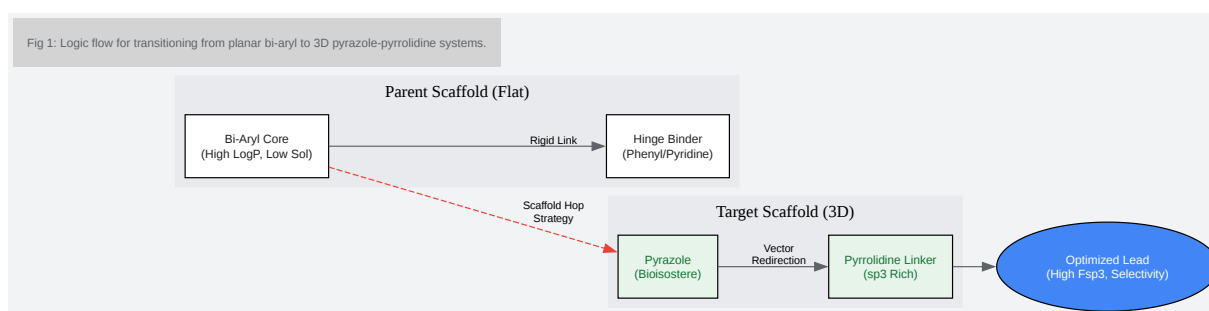 Fig 1: Logic flow for transitioning from planar bi-aryl to 3D pyrazole-pyrrolidine systems.
Parent Scaffold (Flat)
Bi-Aryl Core
(High LogP, Low Sol)
Rigid Link
Hinge Binder
(Phenyl/Pyridine)
Scaffold Hop
Strategy
Target Scaffold (3D)
Pyrazole
(Bioisostere)
Vector
Redirection
Pyrrolidine Linker
(sp3 Rich)
Optimized Lead
(High Fsp3, Selectivity)